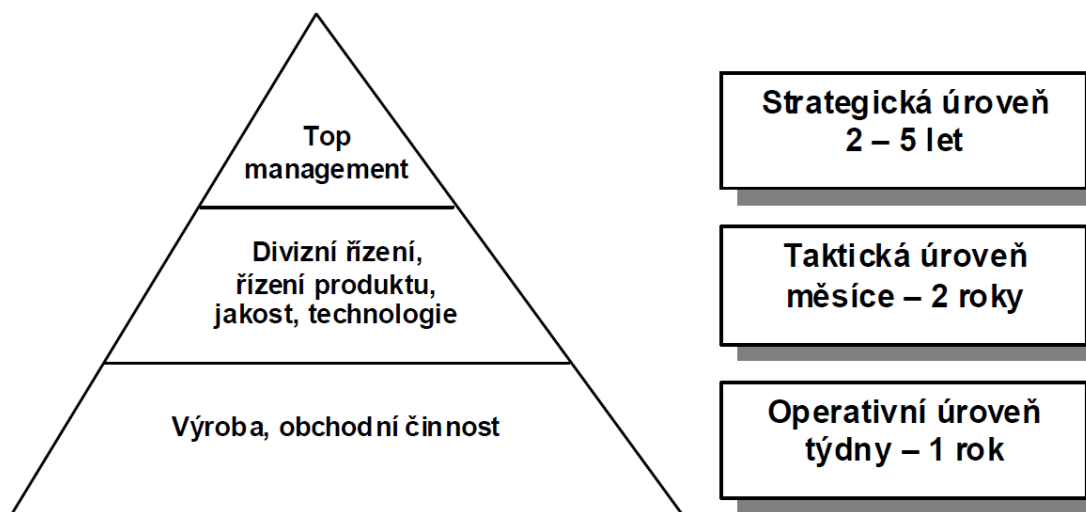 Top
management
Strategická úroveň
2 – 5 let
Divizní řízení,
řízení produktu,
jakost, technologie
Taktická úroveň
měsíce – 2 roky
Výroba, obchodní činnost
Operativní úroveň
týdny – 1 rok